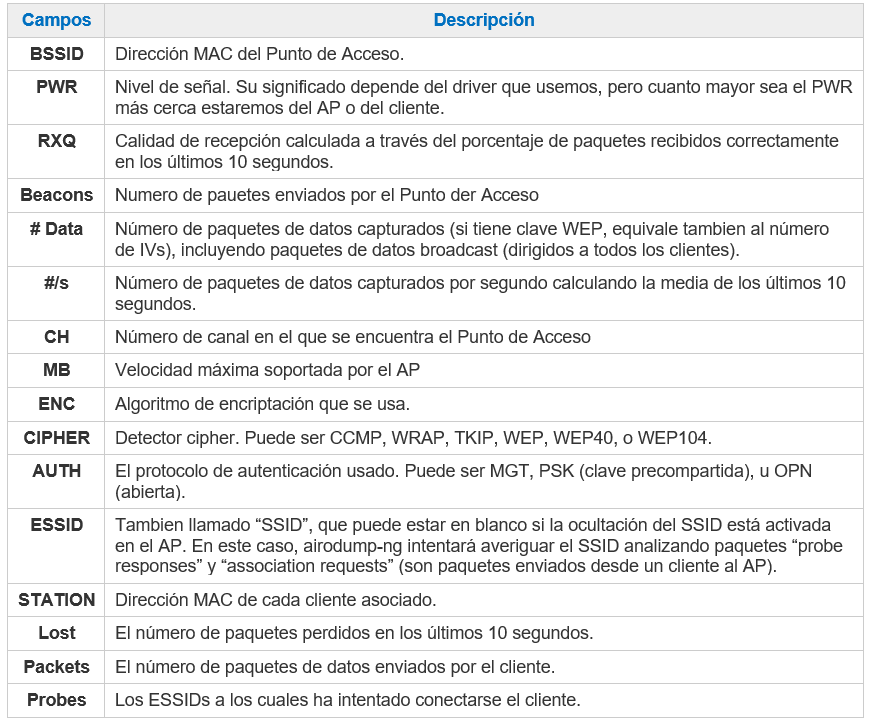 Campos Descripción
BSSID Dirección MAC del Punto de Acceso.
PWR Nivel de señal. Su significado depende del driver que usemos, pero cuanto mayor sea el PWR
más cerca estaremos del AP o del cliente.
RXQ Calidad de recepción calculada a través del porcentaje de paquetes recibidos correctamente
en los últimos 10 segundos.
Beacons Numero de pauetes enviados por el Punto der Acceso
# Data Número de paquetes de datos capturados (si tiene clave WEP, equivale tambien al número
de IVs), incluyendo paquetes de datos broadcast (dirigidos a todos los clientes).
#/s Número de paquetes de datos capturados por segundo calculando la media de los últimos 10
segundos.
CH Número de canal en el que se encuentra el Punto de Acceso
MB Velocidad máxima soportada por el AP
ENC Algoritmo de encriptación que se usa.
CIPHER Detector cipher. Puede ser CCMP, WRAP, TKIP, WEP, WEP40, o WEP104.
AUTH El protocolo de autenticación usado. Puede ser MGT, PSK (clave precompartida), u OPN
(abierta).
ESSID Tambien llamado “SSID”, que puede estar en blanco si la ocultación del SSID está activada
en el AP. En este caso, airodump-ng intentará averiguar el SSID analizando paquetes “probe
responses” y “association requests” (son paquetes enviados desde un cliente al AP).
STATION Dirección MAC de cada cliente asociado.
Lost El número de paquetes perdidos en los últimos 10 segundos.
Packets El número de paquetes de datos enviados por el cliente.
Probes Los ESSIDs a los cuales ha intentado conectarse el cliente.